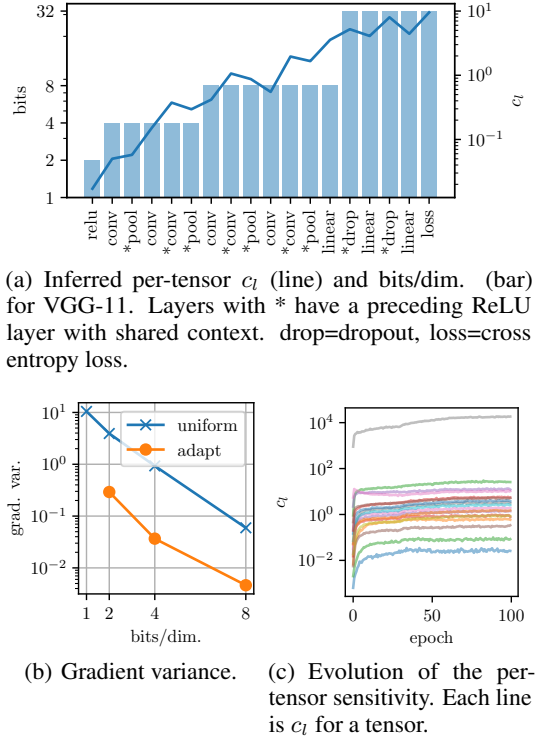 32
8
4
2
1
bits
10^1
10^0
10^{-1}
c_l
relu
conv
*pool
conv
*conv
*pool
conv
*conv
*pool
conv
*conv
*pool
linear
*drop
linear
*drop
linear
loss
(a) Inferred per-tensor c_l (line) and bits/dim. (bar)
for VGG-11. Layers with * have a preceding ReLU
layer with shared context. drop=dropout, loss=cross
entropy loss.
10^1
10^0
10^{-1}
10^{-2}
grad. var.
uniform
adapt
1 2 4 8
bits/dim.
(b) Gradient variance.
10^4
10^2
10^0
10^{-2}
c_l
0 50 100
epoch
(c) Evolution of the per-
tensor sensitivity. Each line
is c_l for a tensor.